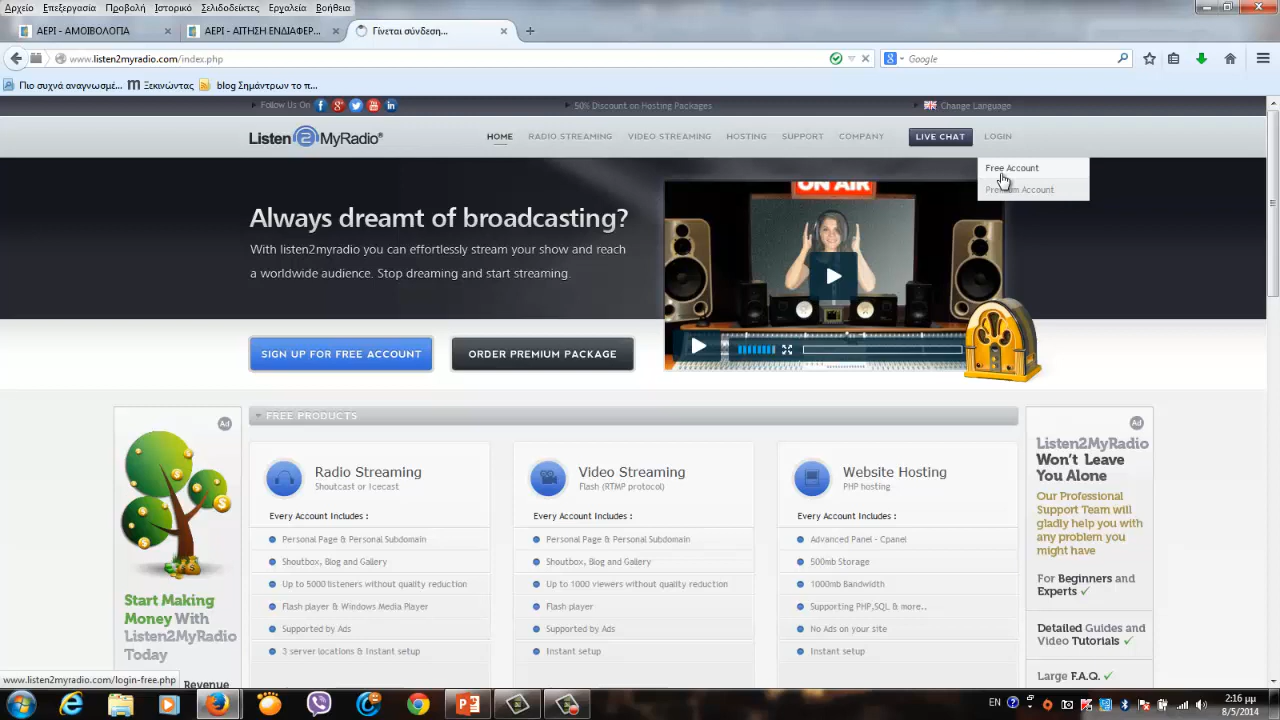 Αρχείο Επεξεργασία Προβολή Ιστορικό Σελιδοδείκτες Εργαλεία Βοήθεια
ΑΕΡΙ - ΑΜΟΙΒΟΛΟΓΙΑ
ΑΕΡΙ - ΑΙΤΗΣΗ ΕΝΔΙΑΦΕΡ...
Γίνεται σύνδεση...
www.listen2myradio.com/index.php
Google
Πιο συχνά αναγνωσμέ...
Ξεκινώντας
blog Σημάντρων το π...
Follow Us On
50% Discount on Hosting Packages
Change Language
Listen2MyRadio®
HOME RADIO STREAMING VIDEO STREAMING HOSTING SUPPORT COMPANY LIVE CHAT LOGIN
Free Account
Premium Account
ON AIR
Always dreamt of broadcasting?
With listen2myradio you can effortlessly stream your show and reach
a worldwide audience. Stop dreaming and start streaming.
SIGN UP FOR FREE ACCOUNT
ORDER PREMIUM PACKAGE
FREE PRODUCTS
Ad
Start Making
Money With
Listen2MyRadio
Today
Revenue
Radio Streaming
Shoutcast or Icecast
Every Account Includes :
Personal Page & Personal Subdomain
Shoutbox, Blog and Gallery
Up to 5000 listeners without quality reduction
Flash player & Windows Media Player
Supported by Ads
3 server locations & Instant setup
Video Streaming
Flash (RTMP protocol)
Every Account Includes :
Personal Page & Personal Subdomain
Shoutbox, Blog and Gallery
Up to 1000 viewers without quality reduction
Flash player
Supported by Ads
Instant setup
Website Hosting
PHP hosting
Every Account Includes :
Advanced Panel - Cpanel
500mb Storage
1000mb Bandwidth
Supporting PHP,SQL & more..
No Ads on your site
Instant setup
Ad
Listen2MyRadio
Won't Leave
You Alone
Our Professional
Support Team will
gladly help you with
any problem you
might have
For Beginners and
Experts
Detailed Guides and
Video Tutorials
Large F.A.Q.
www.listen2myradio.com/login-free.php
EN
2:16 μμ
8/5/2014